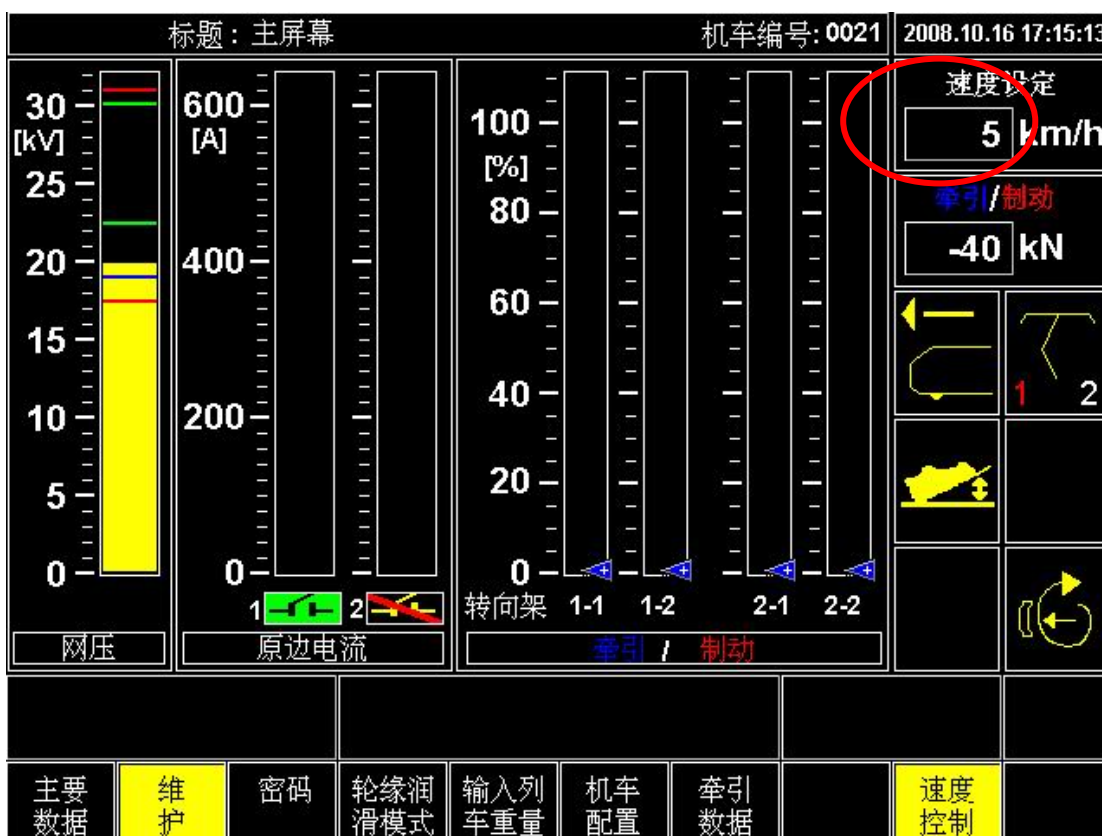 标题：主屏幕
机车编号: 0021
2008.10.16 17:15:13
30
[kV]
25
20
15
10
5
0
网压
600
[A]
400
200
0
1
2
原边电流
100
[%]
80
60
40
20
0
转向架 1-1 1-2 2-1 2-2
牵引 / 制动
速度设定
5 km/h
牵引/制动
-40 kN
1 2
主要
数据
维
护
密码
轮缘润
滑模式
输入列
车重量
机车
配置
牵引
数据
速度
控制